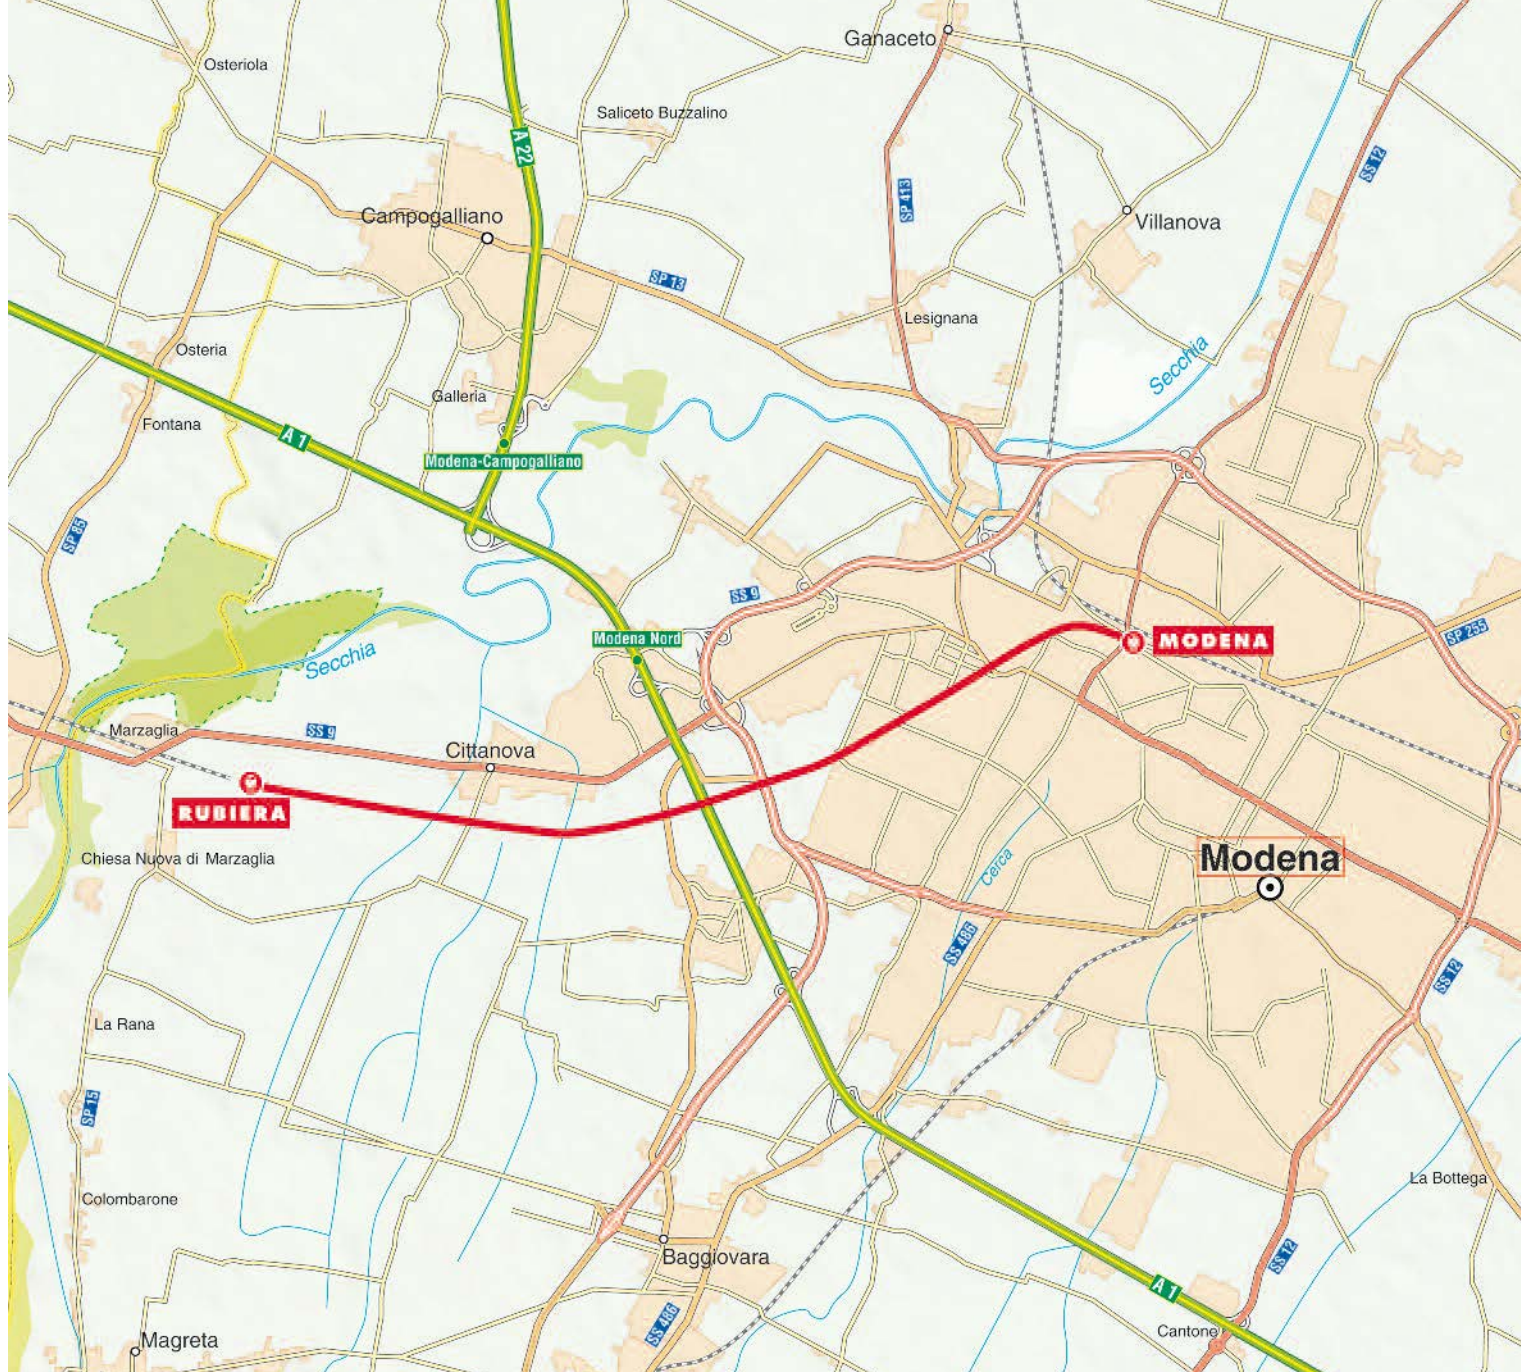 Ganaceto
Osteriola
Saliceto Buzzalino
A 22
SS 12
SP 413
Campogalliano
Villanova
SP 13
Lesignana
Osteria
Secchia
Galleria
Fontana
A 1
Modena-Campogalliano
SP 85
SS 9
Modena Nord
MODENA
SP 255
Secchia
Marzaglia
SS 9
Cittanova
RUBIERA
Chiesa Nuova di Marzaglia
Modena
Cerca
SS 486
SS 12
La Rana
SP 15
La Bottega
Colombarone
Baggiovara
SS 12
A 1
SS 486
Cantone
Magreta